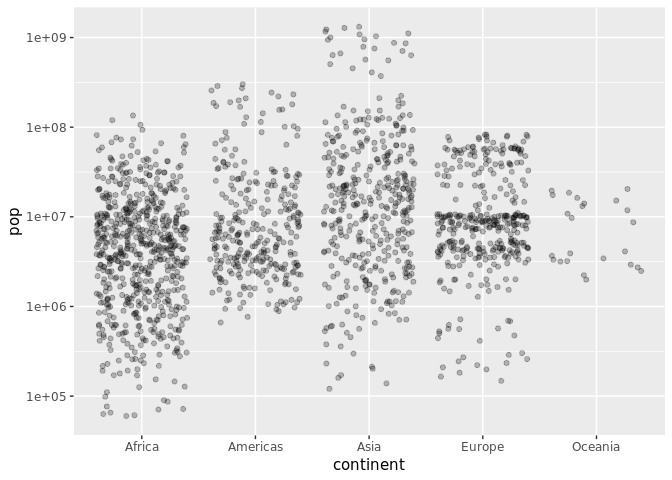 1e+09
1e+08
1e+07
1e+06
1e+05
pop
Africa
Americas
Asia
Europe
Oceania
continent